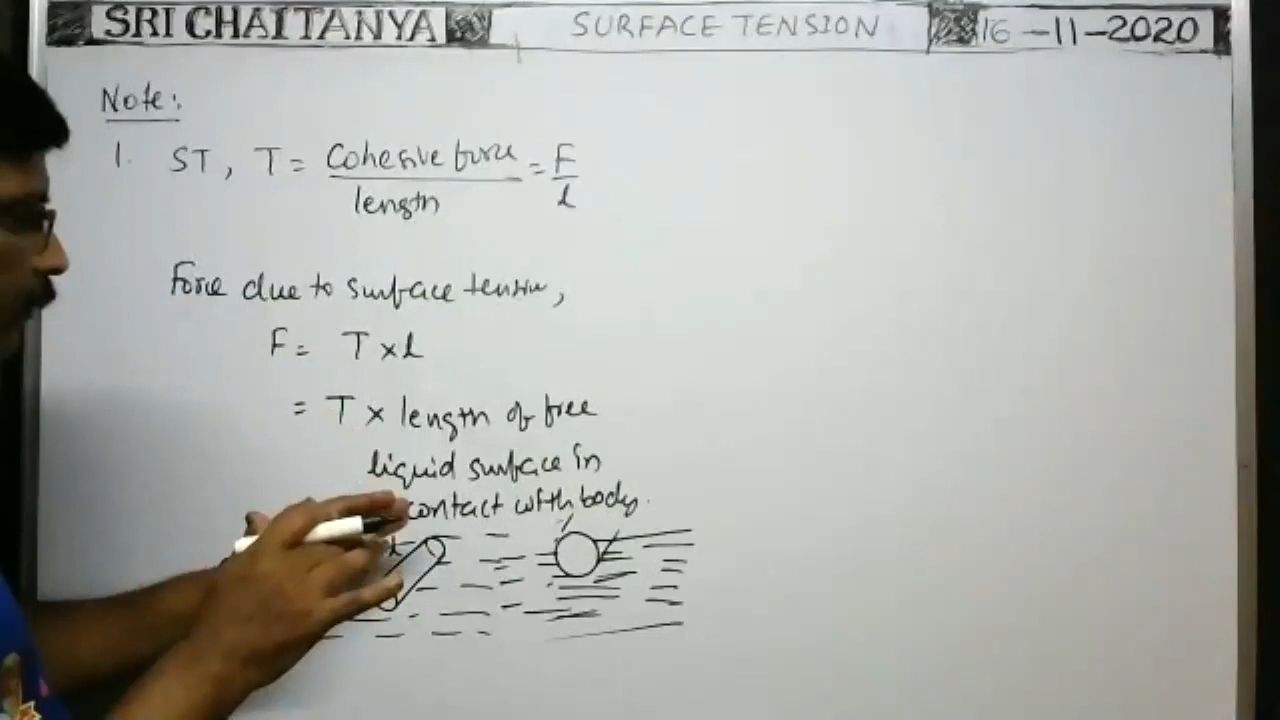 SRI CHAITANYA SURFACE TENSION 16-11-2020
Note:
1. ST, T = Cohesive force / length = F / l
Force due to surface tension,
F = T × l
= T × length of free
liquid surface in
contact with body.
l